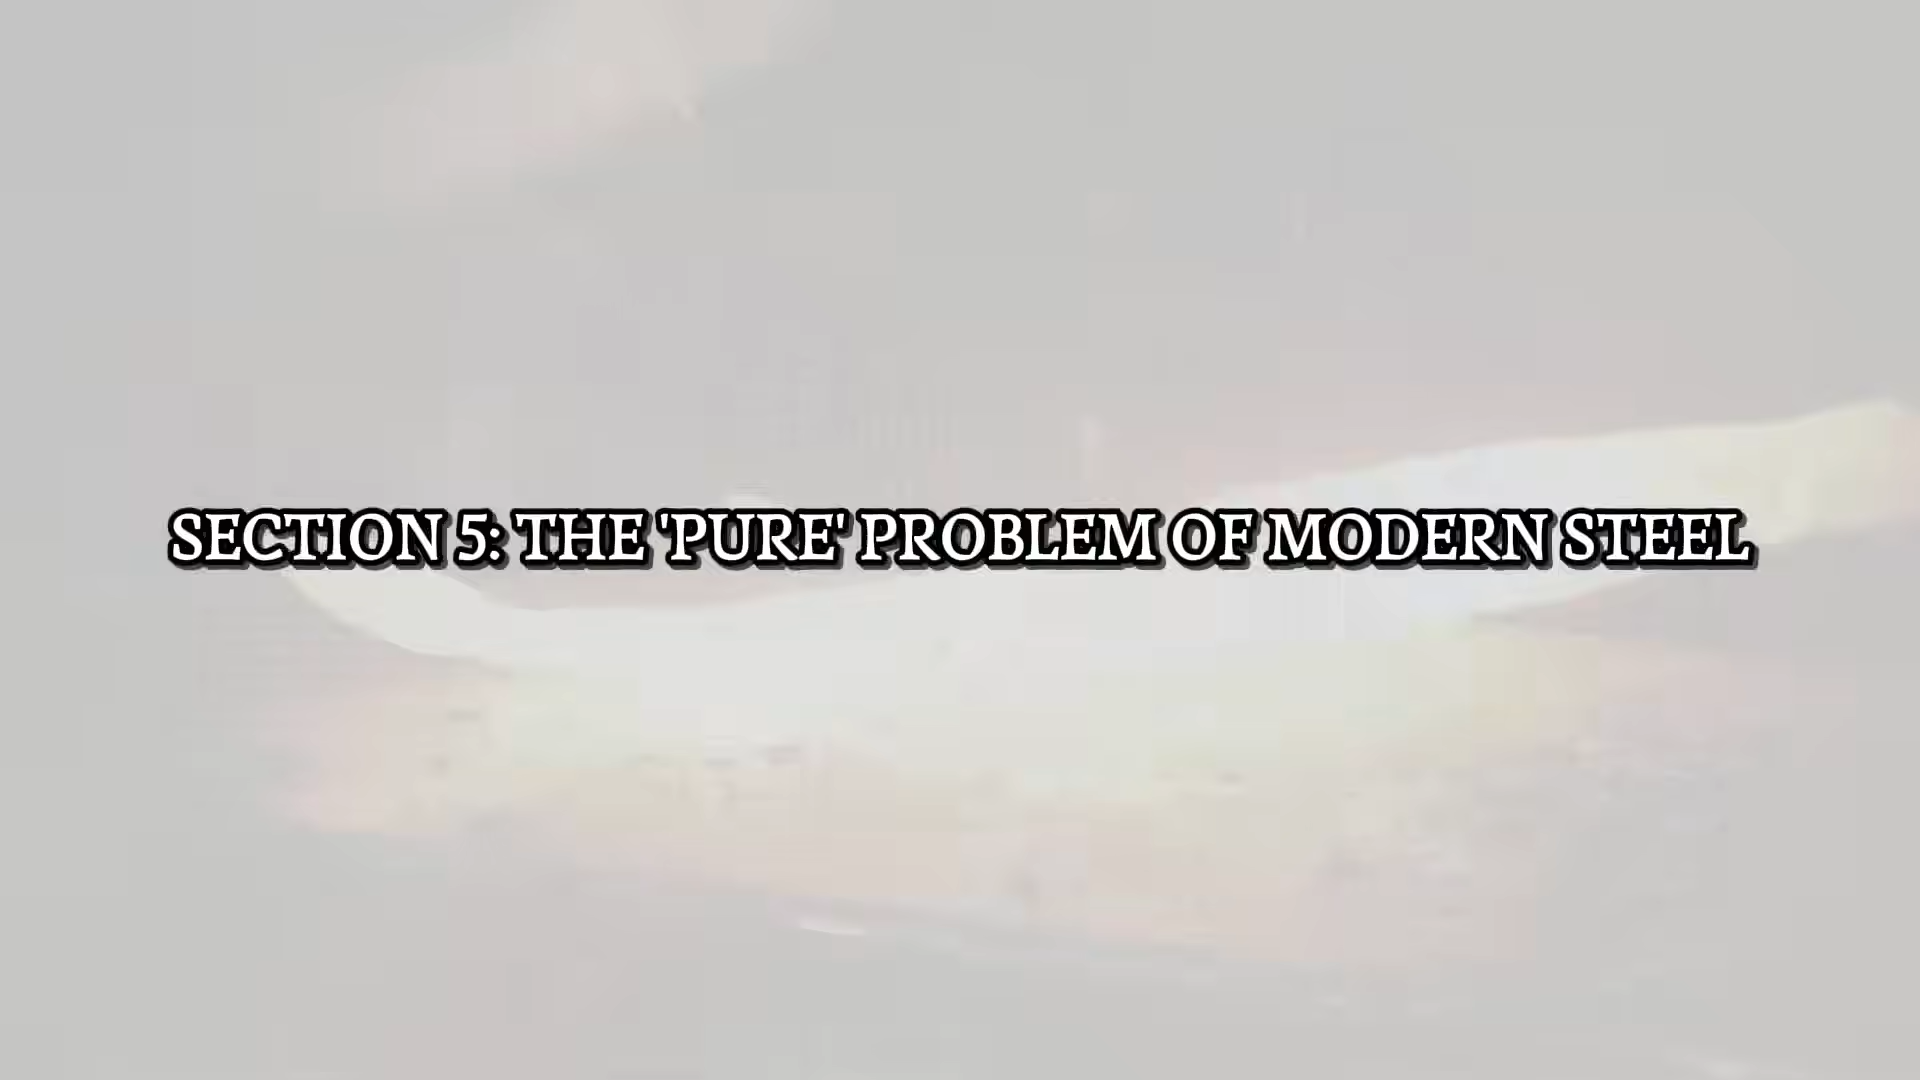 SECTION 5: THE 'PURE' PROBLEM OF MODERN STEEL